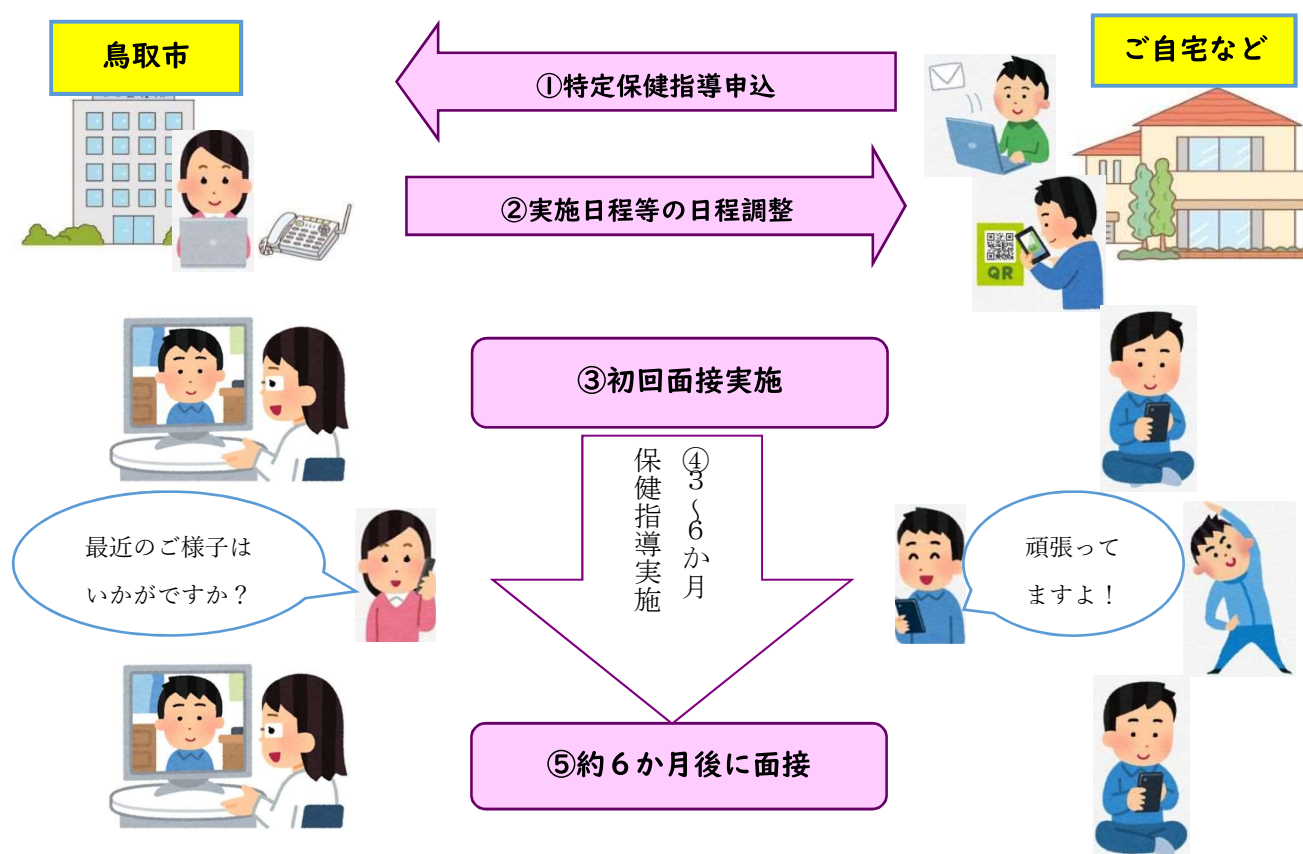 鳥取市
ご自宅など
①特定保健指導申込
②実施日程等の日程調整
QR
③初回面接実施
④3～6か月
保健指導実施
最近のご様子は
いかがですか？
頑張って
ますよ！
⑤約６か月後に面接